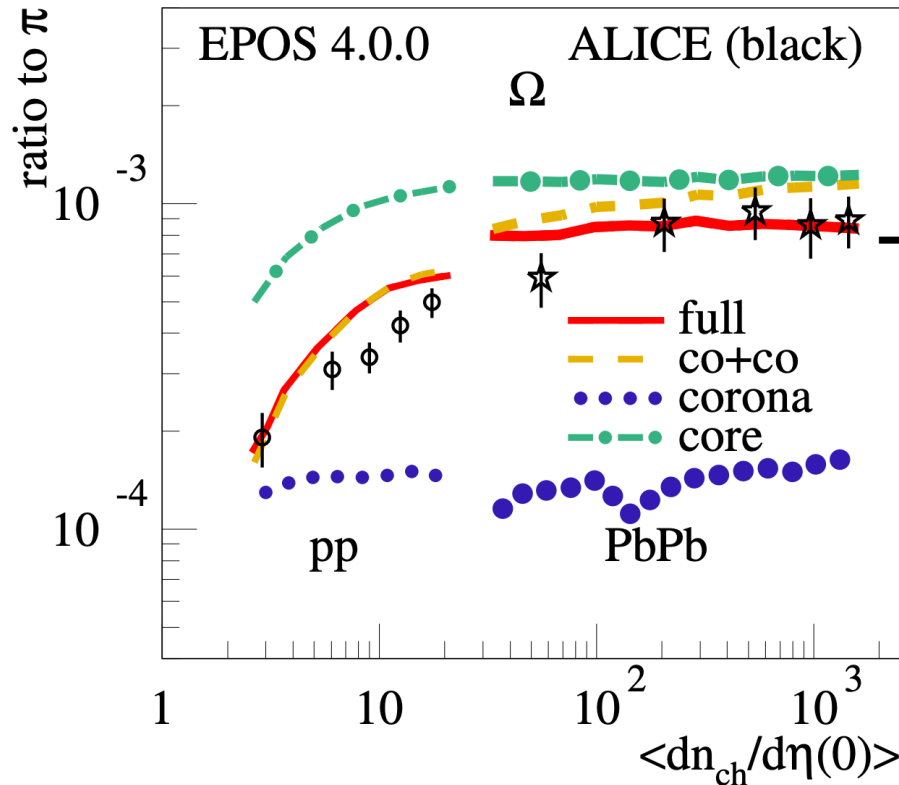 EPOS 4.0.0
ALICE (black)
Ω
ratio to π
10⁻³
10⁻⁴
full
co+co
corona
core
pp
PbPb
1
10
10²
10³
<dn_ch/dη(0)>